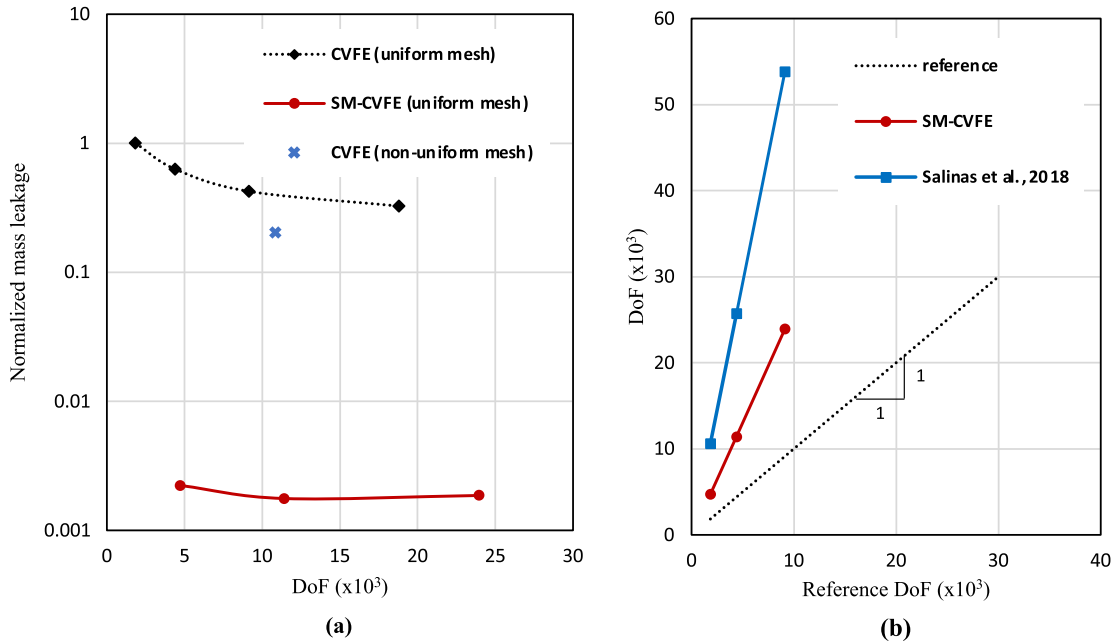 10
1
0.1
0.01
0.001
0
5
10
15
20
25
30
Normalized mass leakage
DoF (x10³)
CVFE (uniform mesh)
SM-CVFE (uniform mesh)
CVFE (non-uniform mesh)
(a)
60
50
40
30
20
10
0
0
10
20
30
40
DoF (x10³)
Reference DoF (x10³)
reference
SM-CVFE
Salinas et al., 2018
1
1
(b)